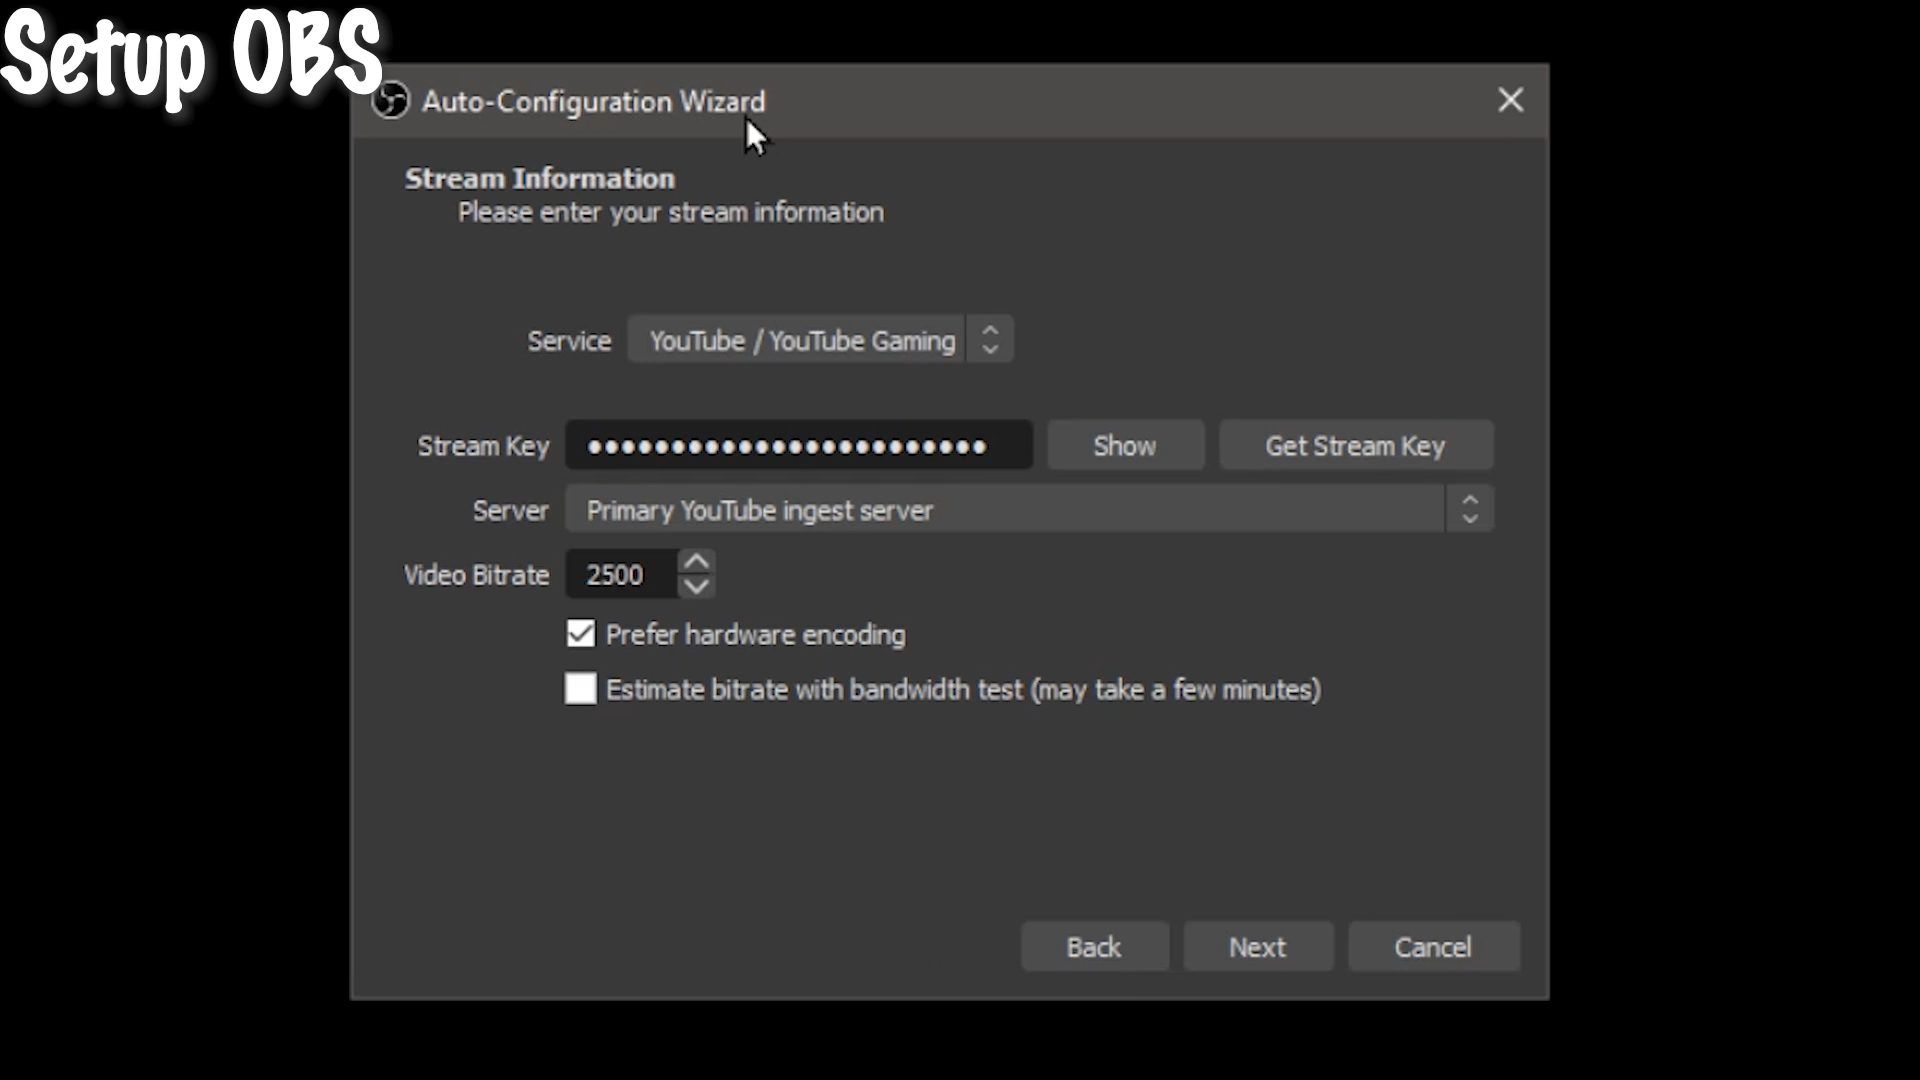 Setup OBS
Auto-Configuration Wizard
Stream Information
Please enter your stream information
Service YouTube / YouTube Gaming
Stream Key ●●●●●●●●●●●●●●●●●●●●●●●● Show Get Stream Key
Server Primary YouTube ingest server
Video Bitrate 2500
Prefer hardware encoding
Estimate bitrate with bandwidth test (may take a few minutes)
Back Next Cancel